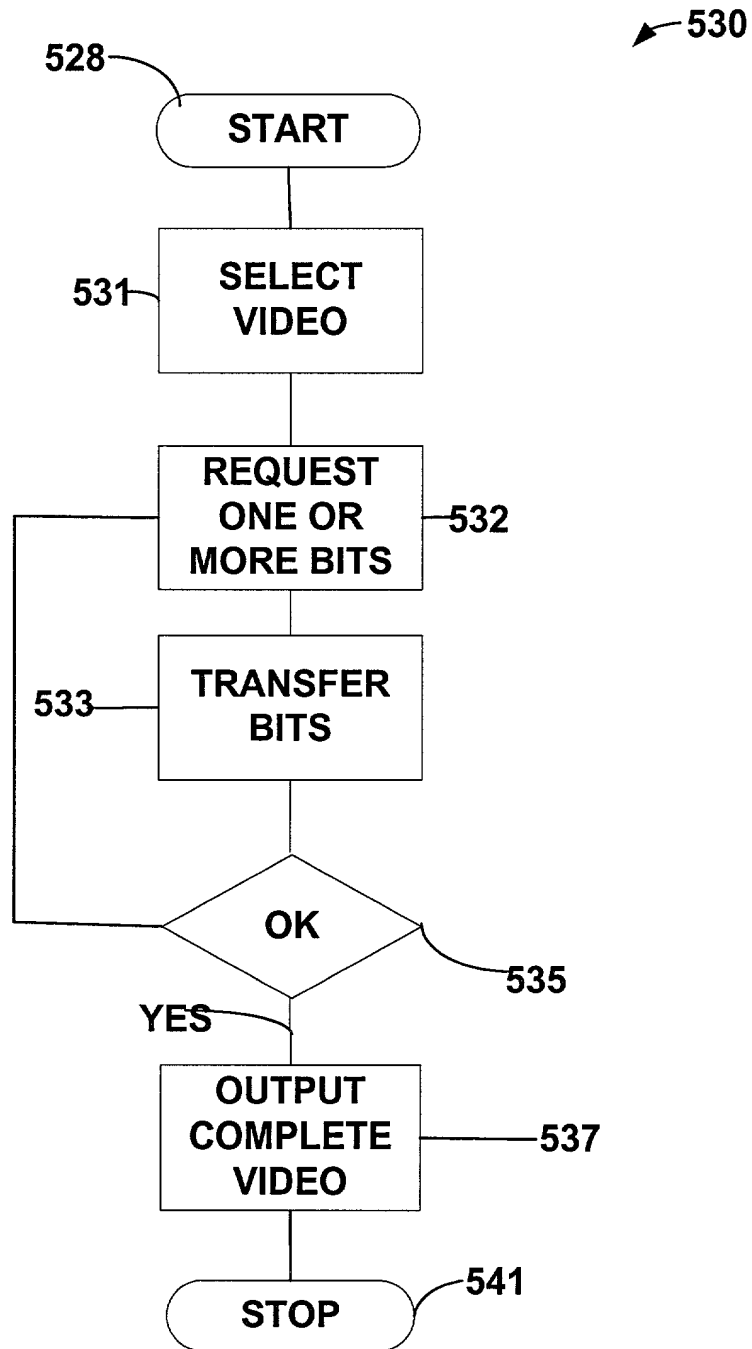 530
528
START
531
SELECT
VIDEO
REQUEST
ONE OR
MORE BITS
532
533
TRANSFER
BITS
OK
535
YES
OUTPUT
COMPLETE
VIDEO
537
541
STOP